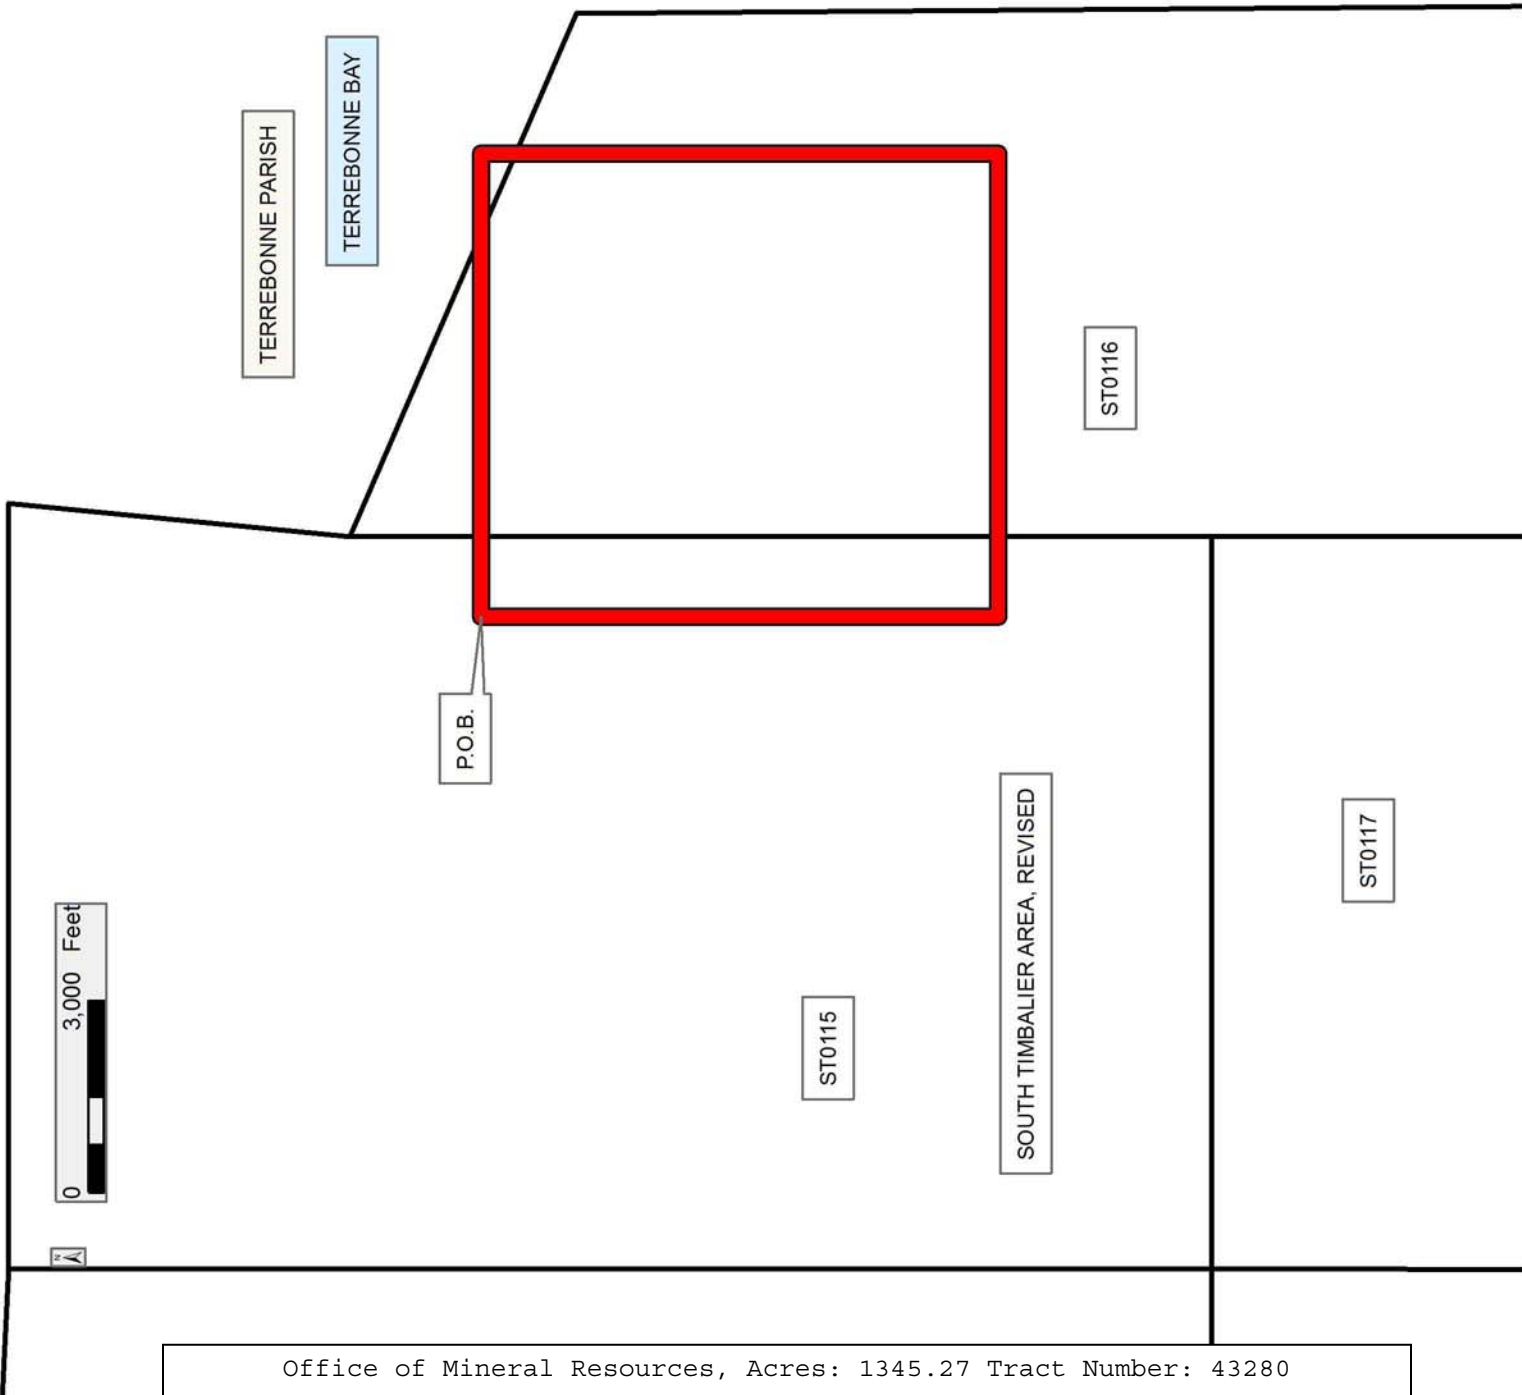 N
0 3,000 Feet
TERREBONNE PARISH
TERREBONNE BAY
P.O.B.
ST0115
SOUTH TIMBALIER AREA, REVISED
ST0116
ST0117
Office of Mineral Resources, Acres: 1345.27 Tract Number: 43280